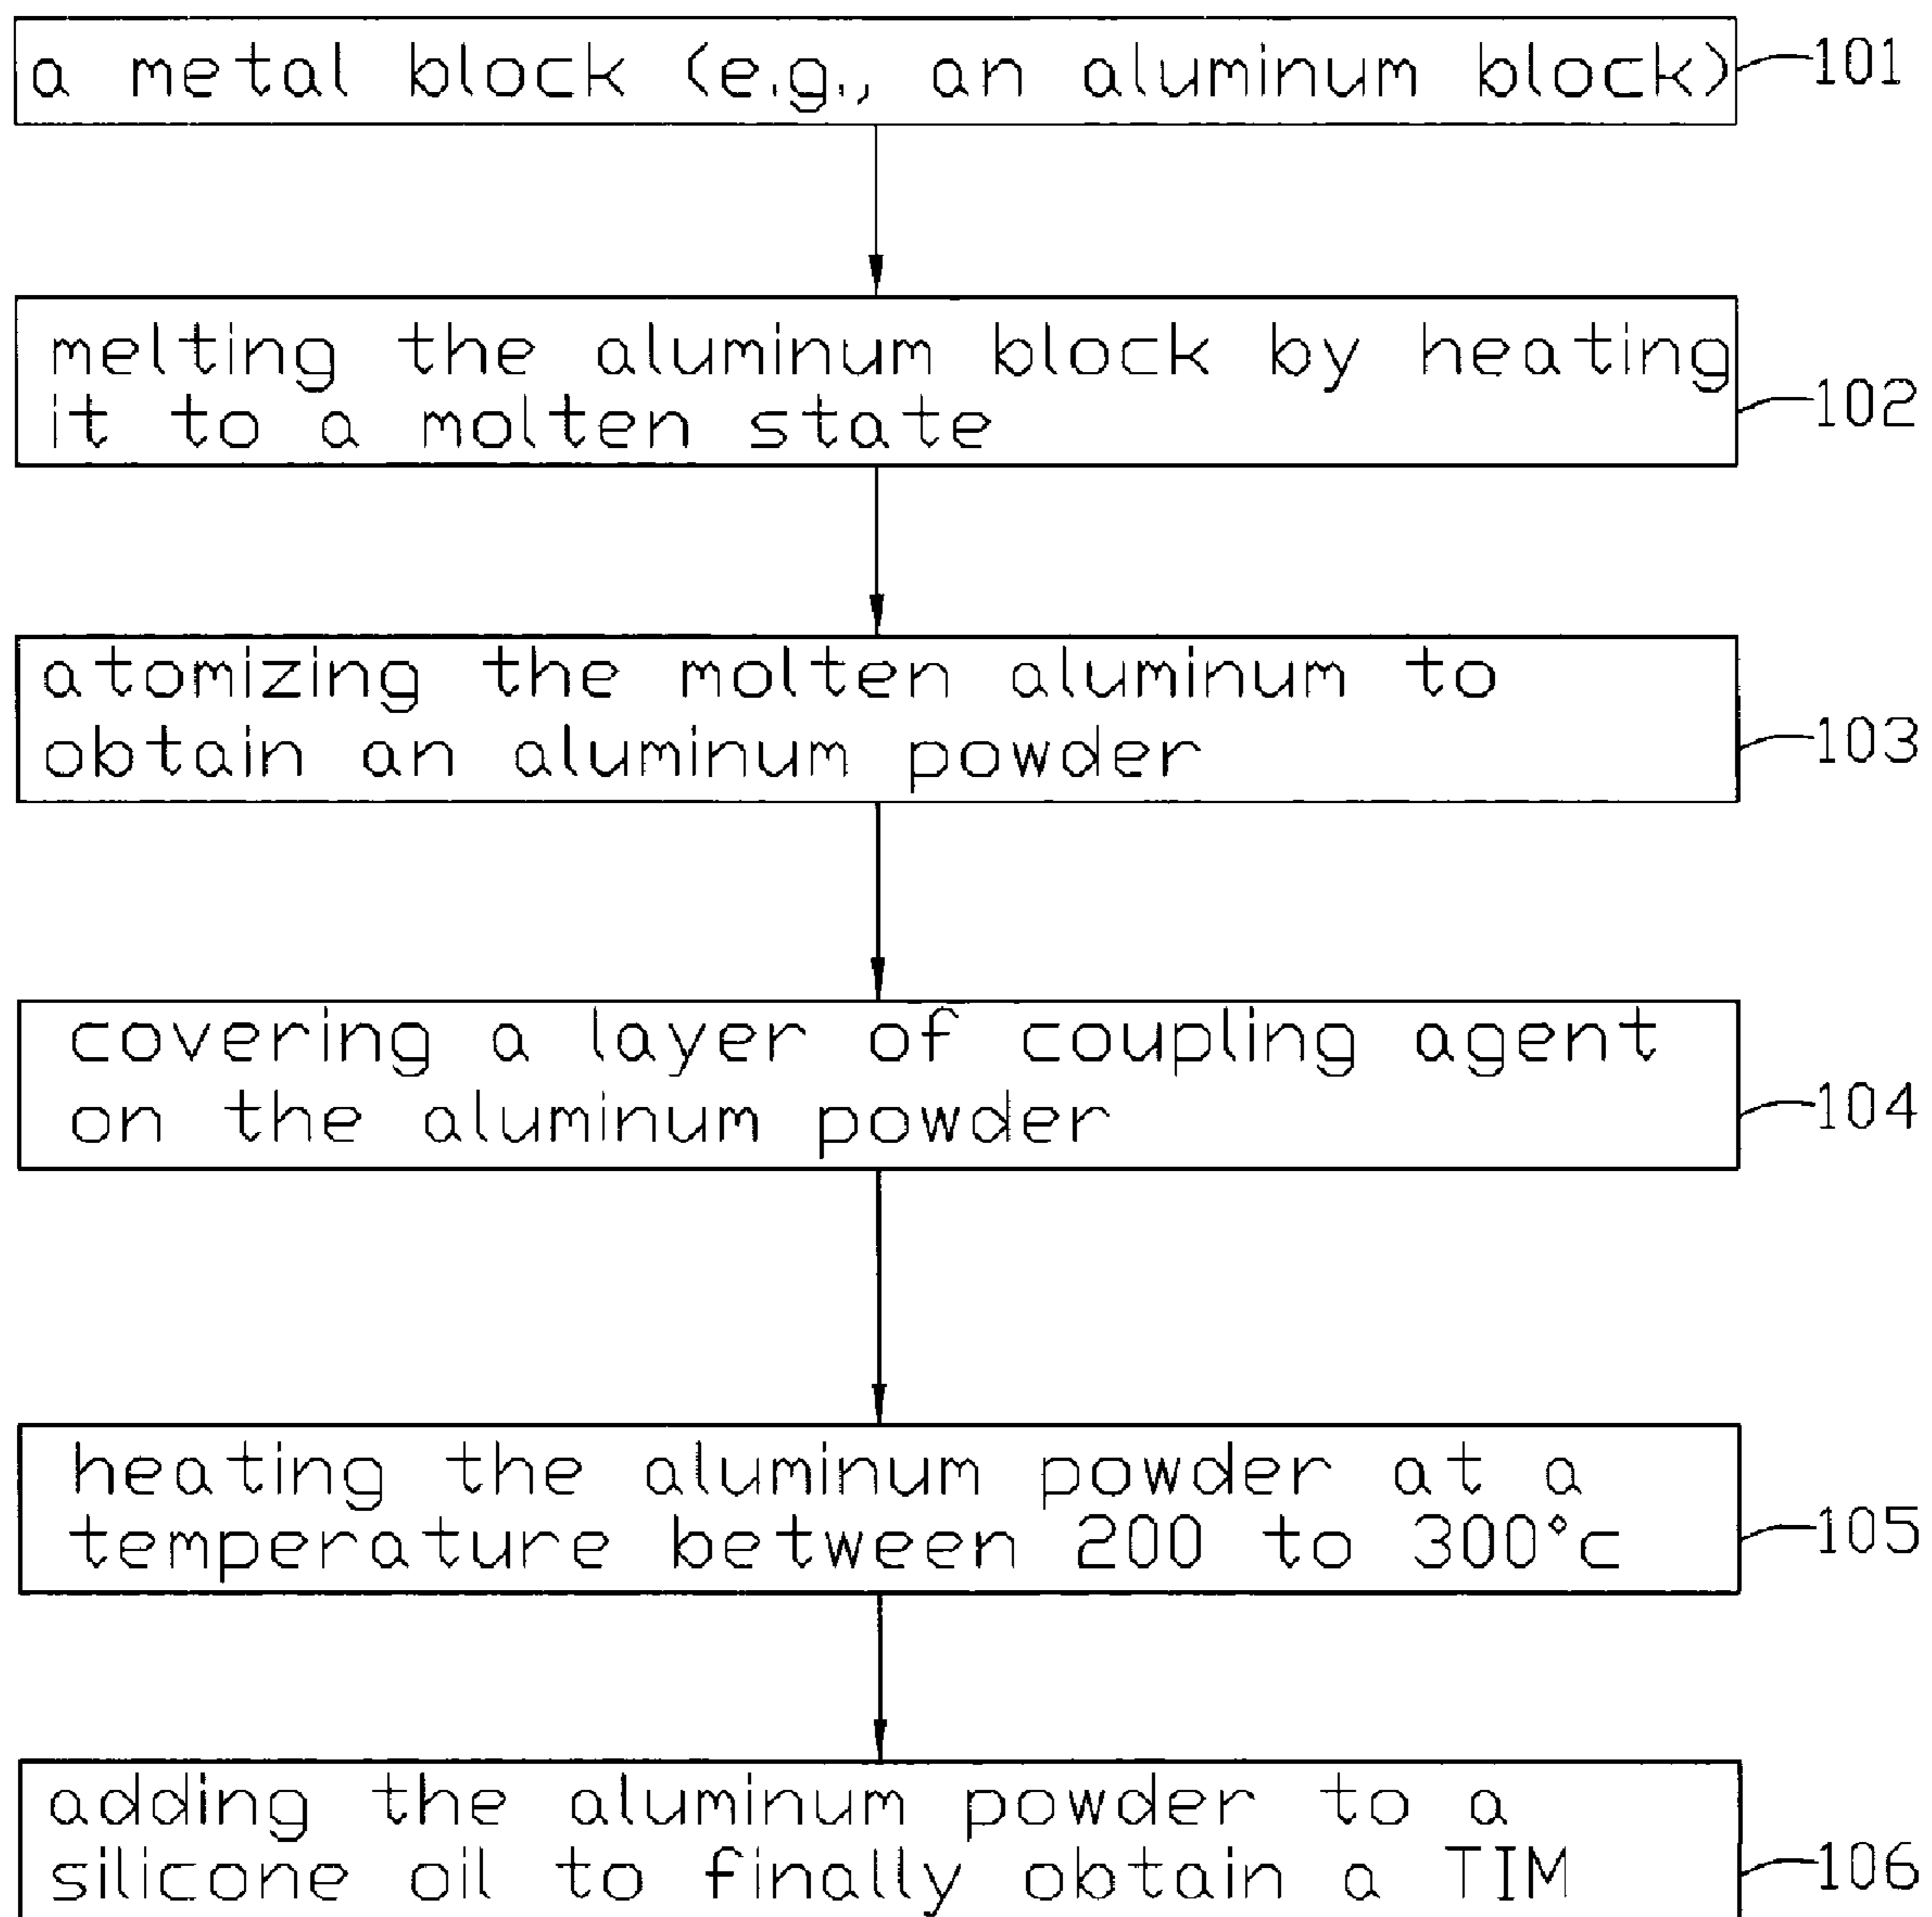 a metal block (e.g., an aluminum block)
101
melting the aluminum block by heating
it to a molten state
102
atomizing the molten aluminum to
obtain an aluminum powder
103
covering a layer of coupling agent
on the aluminum powder
104
heating the aluminum powder at a
temperature between 200 to 300°c
105
adding the aluminum powder to a
silicone oil to finally obtain a TIM
106